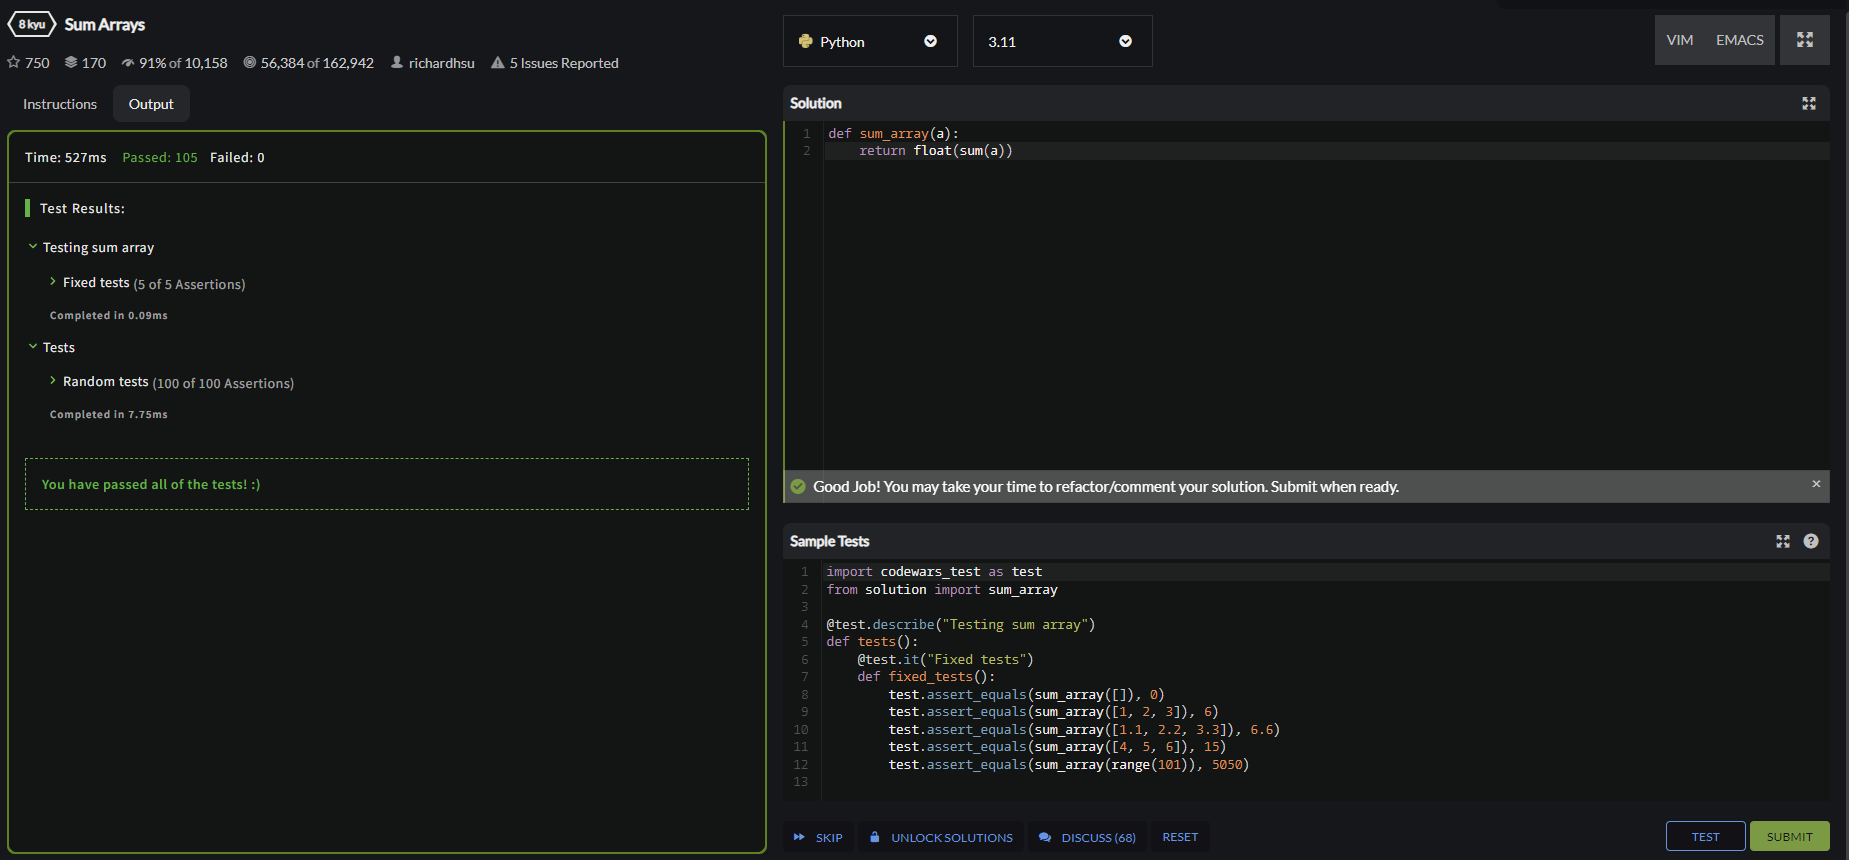 8 kyu Sum Arrays
750 170 91% of 10,158 56,384 of 162,942 richardhsu 5 Issues Reported
Instructions Output
Time: 527ms Passed: 105 Failed: 0
Test Results:
Testing sum array
Fixed tests (5 of 5 Assertions)
Completed in 0.09ms
Tests
Random tests (100 of 100 Assertions)
Completed in 7.75ms
You have passed all of the tests! :)
Python 3.11 VIM EMACS
Solution
1 def sum_array(a):
2     return float(sum(a))
Good Job! You may take your time to refactor/comment your solution. Submit when ready. ×
Sample Tests ?
1 import codewars_test as test
2 from solution import sum_array
3
4 @test.describe("Testing sum array")
5 def tests():
6     @test.it("Fixed tests")
7     def fixed_tests():
8         test.assert_equals(sum_array([]), 0)
9         test.assert_equals(sum_array([1, 2, 3]), 6)
10         test.assert_equals(sum_array([1.1, 2.2, 3.3]), 6.6)
11         test.assert_equals(sum_array([4, 5, 6]), 15)
12         test.assert_equals(sum_array(range(101)), 5050)
13
SKIP UNLOCK SOLUTIONS DISCUSS (68) RESET TEST SUBMIT